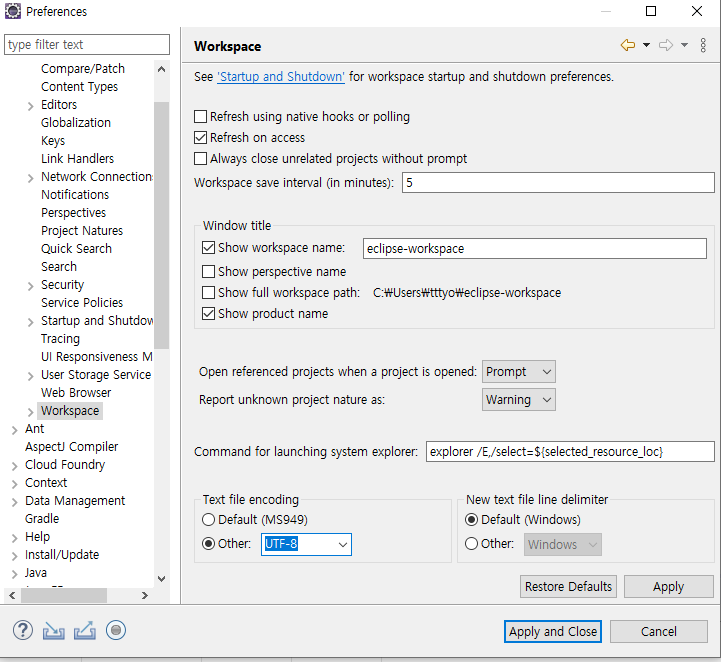 Preferences
type filter text
Compare/Patch
Content Types
Editors
Globalization
Keys
Link Handlers
Network Connection
Notifications
Perspectives
Project Natures
Quick Search
Search
Security
Service Policies
Startup and Shutdow
Tracing
UI Responsiveness M
User Storage Service
Web Browser
Workspace
Ant
AspectJ Compiler
Cloud Foundry
Context
Data Management
Gradle
Help
Install/Update
Java
Workspace
See 'Startup and Shutdown' for workspace startup and shutdown preferences.
Refresh using native hooks or polling
Refresh on access
Always close unrelated projects without prompt
Workspace save interval (in minutes): 5
Window title
Show workspace name: eclipse-workspace
Show perspective name
Show full workspace path: C:₩Users₩tttyo₩eclipse-workspace
Show product name
Open referenced projects when a project is opened: Prompt
Report unknown project nature as: Warning
Command for launching system explorer: explorer /E,/select=${selected_resource_loc}
Text file encoding
Default (MS949)
Other: UTF-8
New text file line delimiter
Default (Windows)
Other: Windows
Restore Defaults Apply
Apply and Close Cancel